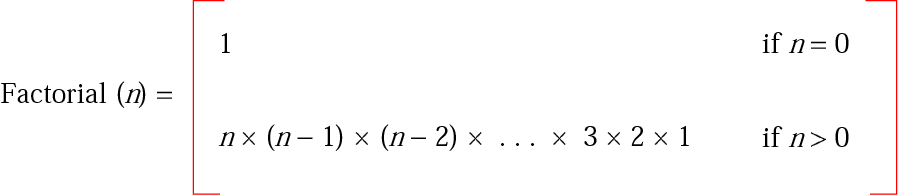 1 if n = 0
Factorial (n) =
n × (n − 1) × (n − 2) × . . . × 3 × 2 × 1 if n > 0